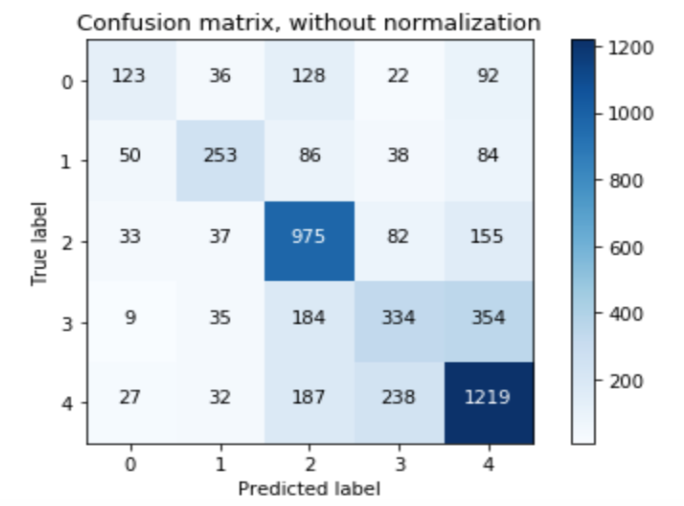 Confusion matrix, without normalization
0 123 36 128 22 92
1 50 253 86 38 84
2 33 37 975 82 155
3 9 35 184 334 354
4 27 32 187 238 1219
0 1 2 3 4
Predicted label
True label
1200
1000
800
600
400
200